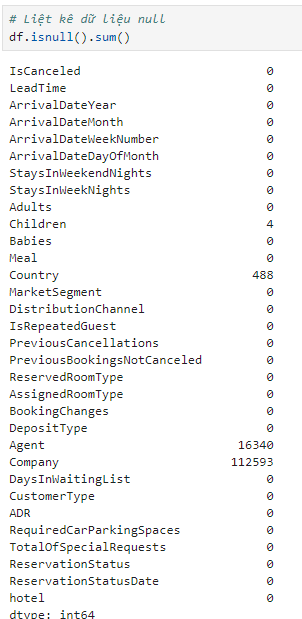 # Liệt kê dữ liệu null
df.isnull().sum()
IsCanceled 0
LeadTime 0
ArrivalDateYear 0
ArrivalDateMonth 0
ArrivalDateWeekNumber 0
ArrivalDateDayOfMonth 0
StaysInWeekendNights 0
StaysInWeekNights 0
Adults 0
Children 4
Babies 0
Meal 0
Country 488
MarketSegment 0
DistributionChannel 0
IsRepeatedGuest 0
PreviousCancellations 0
PreviousBookingsNotCanceled 0
ReservedRoomType 0
AssignedRoomType 0
BookingChanges 0
DepositType 0
Agent 16340
Company 112593
DaysInWaitingList 0
CustomerType 0
ADR 0
RequiredCarParkingSpaces 0
TotalOfSpecialRequests 0
ReservationStatus 0
ReservationStatusDate 0
hotel 0
dtype: int64